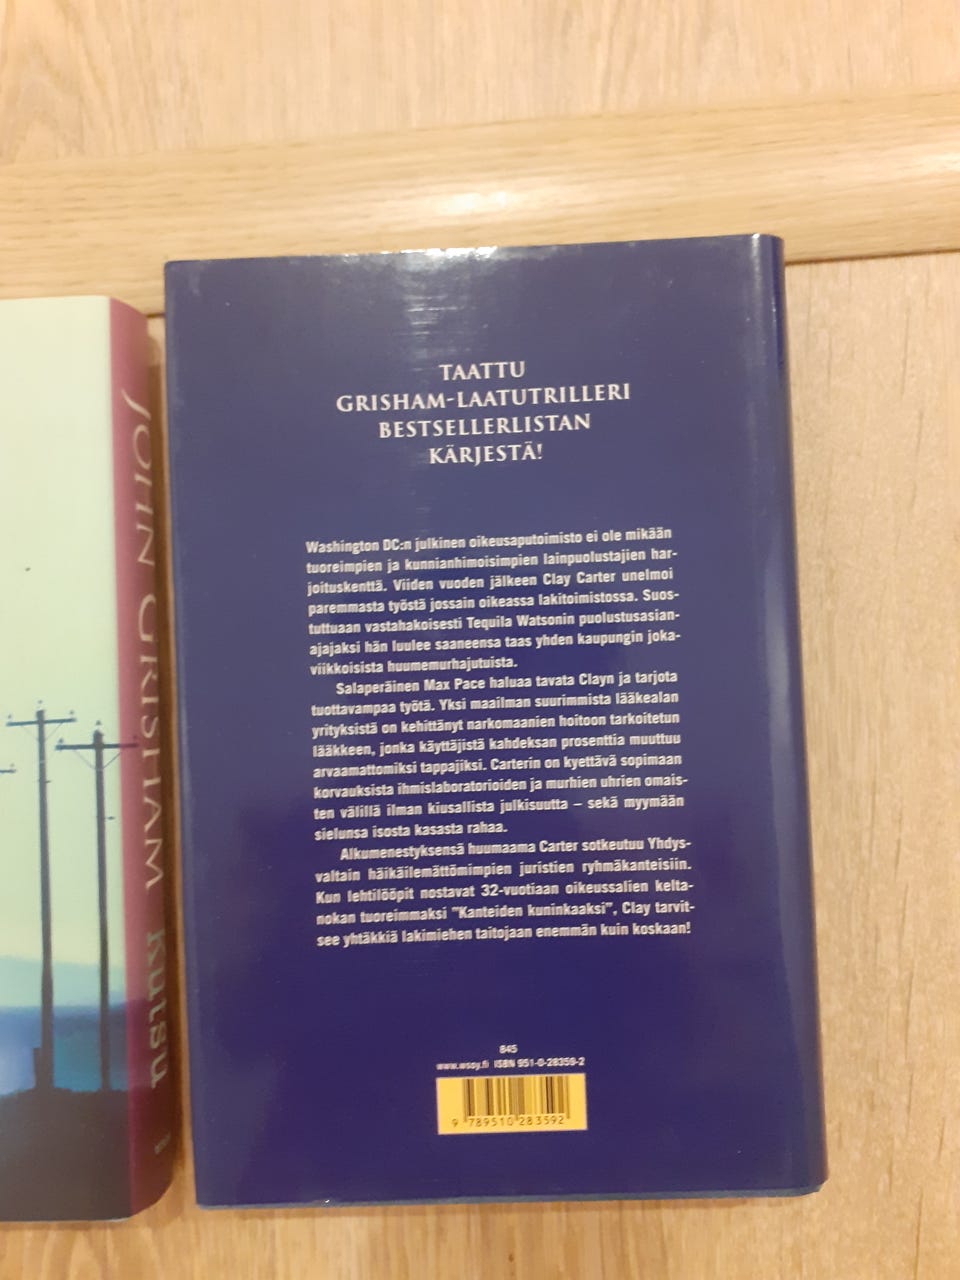 JOHN GRISHAM Kutsu
TAATTU
GRISHAM-LAATUTRILLERI
BESTSELLERLISTAN
KÄRJESTÄ!
Washington DC:n julkinen oikeusaputoimisto ei ole mikään
tuoreimpien ja kunnianhimoisimpien lainpuolustajien har-
joituskenttä. Viiden vuoden jälkeen Clay Carter unelmoi
paremmasta työstä jossain oikeassa lakitoimistossa. Suos-
tuttuaan vastahakoisesti Tequila Watsonin puolustusasian-
ajajaksi hän luulee saaneensa taas yhden kaupungin joka-
viikkoisista huumemurhajutuista.
Salaperäinen Max Pace haluaa tavata Clayn ja tarjota
tuottavampaa työtä. Yksi maailman suurimmista lääkealan
yrityksistä on kehittänyt narkomaanien hoitoon tarkoitetun
lääkkeen, jonka käyttäjistä kahdeksan prosenttia muuttuu
arvaamattomiksi tappajiksi. Carterin on kyettävä sopimaan
korvauksista ihmislaboratorioiden ja murhien uhrien omais-
ten välillä ilman kiusallista julkisuutta – sekä myymään
sielunsa isosta kasasta rahaa.
Alkumenestyksensä huumaama Carter sotkeutuu Yhdys-
valtain häikäilemättömimpien juristien ryhmäkanteisiin.
Kun lehtilööpit nostavat 32-vuotiaan oikeussalien kelta-
nokan tuoreimmaksi "Kanteiden kuninkaaksi", Clay tarvit-
see yhtäkkiä lakimiehen taitojaan enemmän kuin koskaan!
845
www.wsoy.fi ISBN 951-0-28359-2
9 789510 283592